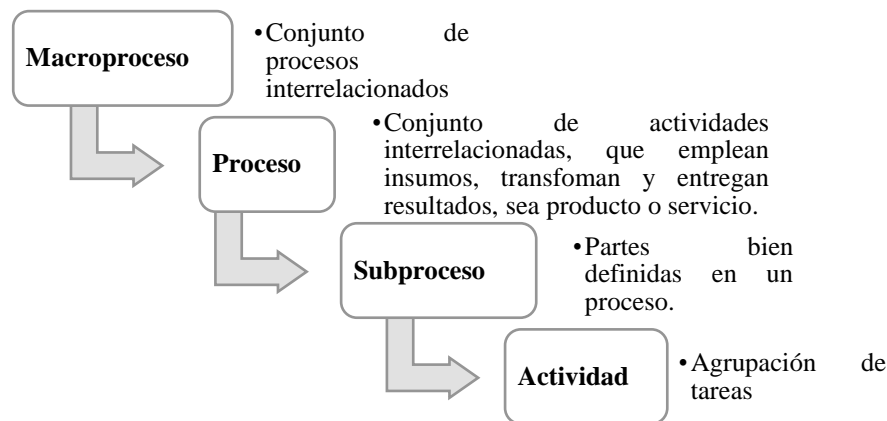 Macroproceso
•Conjunto de
procesos
interrelacionados
Proceso
•Conjunto de actividades
interrelacionadas, que emplean
insumos, transfoman y entregan
resultados, sea producto o servicio.
Subproceso
•Partes bien
definidas en un
proceso.
Actividad
•Agrupación de
tareas